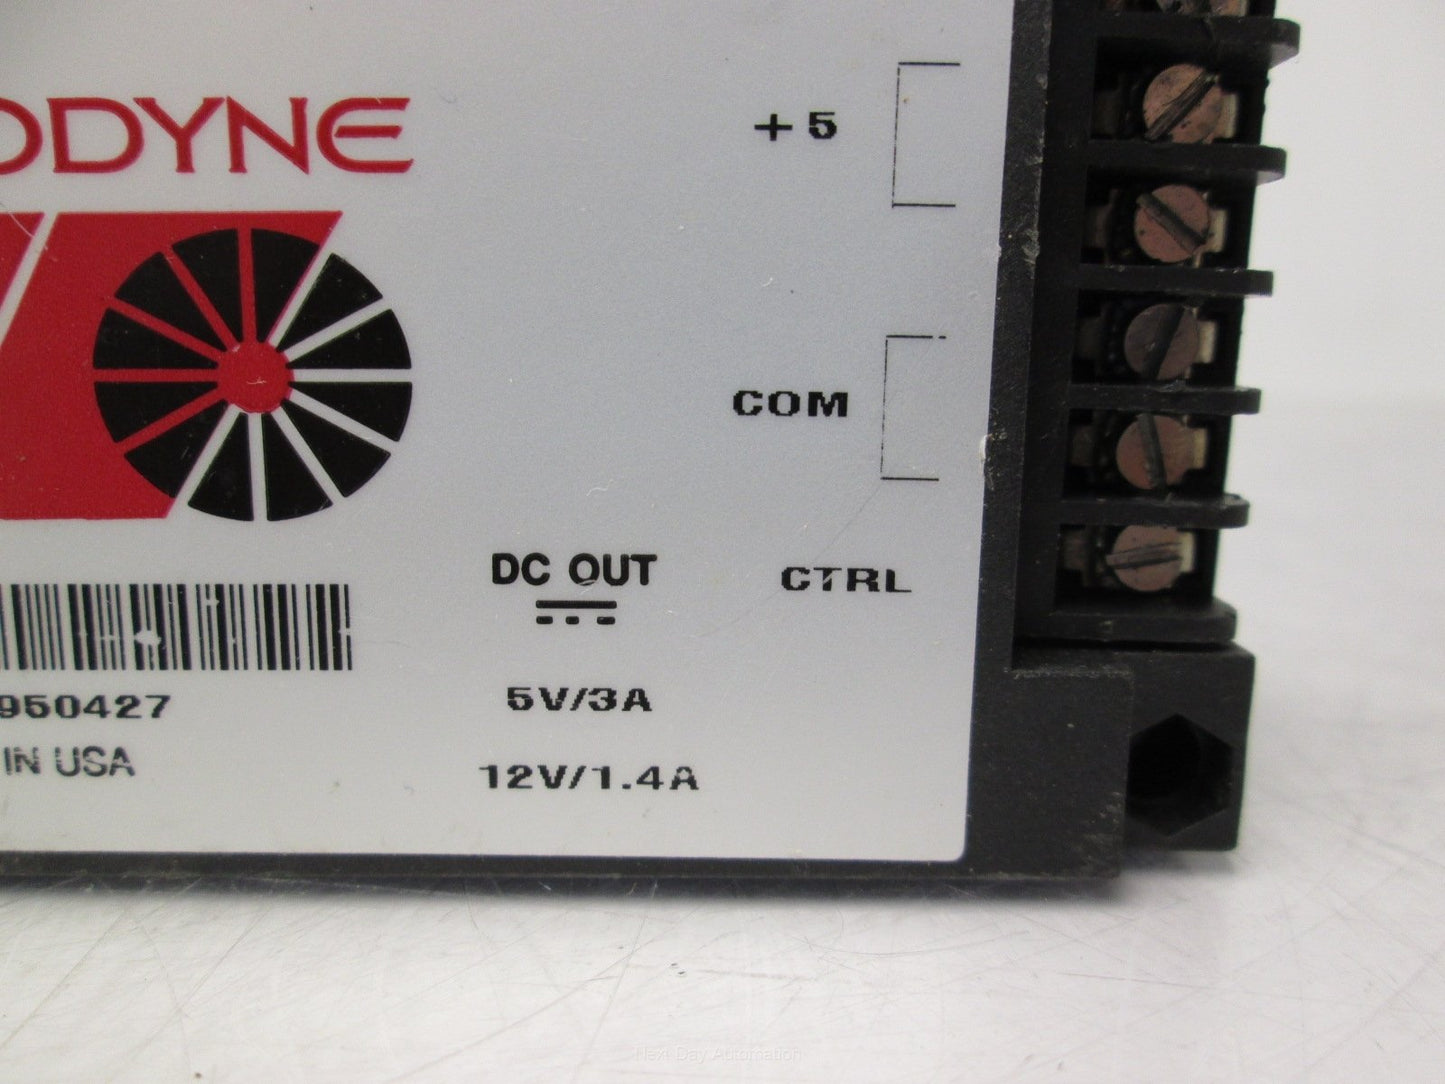 ODYNE
+5
COM
DC OUT
CTRL
5V/3A
950427
12V/1.4A
IN USA
Next Day Automation